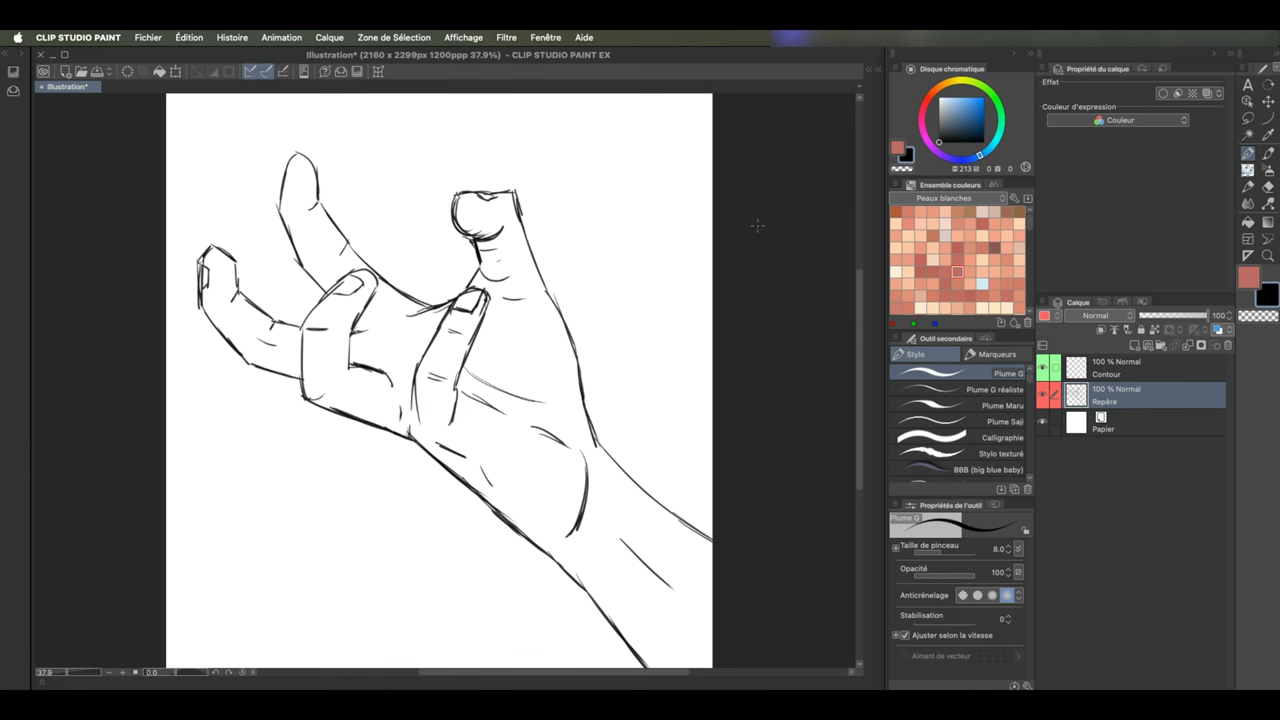 CLIP STUDIO PAINT Fichier Édition Histoire Animation Calque Zone de Sélection Affichage Filtre Fenêtre Aide
Illustration* (2160 x 2299px 1200ppp 37.9%) - CLIP STUDIO PAINT EX
Illustration*
37.9
0.0
Disque chromatique
213 0 0
Ensemble couleurs
Peaux blanches
Outil secondaire
Stylo Marqueurs
Plume G
Plume G réaliste
Plume Maru
Plume Saji
Calligraphie
Stylo texturé
BBB (big blue baby)
Propriétés de l'outil
Plume G
Taille de pinceau 8.0
Opacité 100
Anticrénelage
Stabilisation 0
Ajuster selon la vitesse
Aimant de vecteur
Propriété du calque
Effet
Couleur d'expression
Couleur
Calque
Normal 100
100 % Normal
Contour
100 % Normal
Repère
Papier